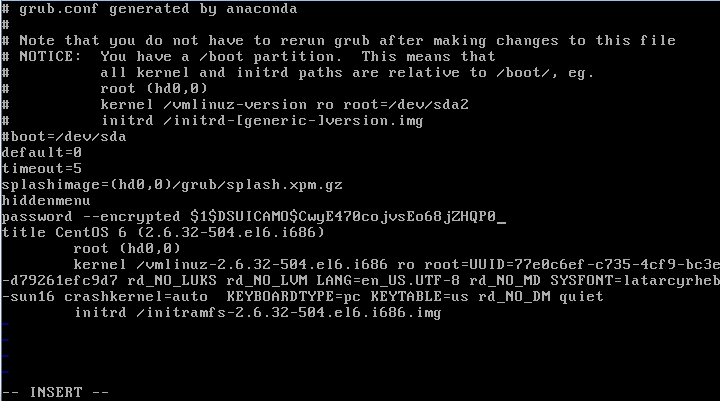 # grub.conf generated by anaconda
#
# Note that you do not have to rerun grub after making changes to this file
# NOTICE:  You have a /boot partition.  This means that
#          all kernel and initrd paths are relative to /boot/, eg.
#          root (hd0,0)
#          kernel /vmlinuz-version ro root=/dev/sda2
#          initrd /initrd-[generic-]version.img
#boot=/dev/sda
default=0
timeout=5
splashimage=(hd0,0)/grub/splash.xpm.gz
hiddenmenu
password --encrypted $1$DSUICAMO$CwyE470cojvsEo68jZHQP0_
title CentOS 6 (2.6.32-504.el6.i686)
        root (hd0,0)
        kernel /vmlinuz-2.6.32-504.el6.i686 ro root=UUID=77e0c6ef-c735-4cf9-bc3e
-d79261efc9d7 rd_NO_LUKS rd_NO_LVM LANG=en_US.UTF-8 rd_NO_MD SYSFONT=latarcyrheb
-sun16 crashkernel=auto  KEYBOARDTYPE=pc KEYTABLE=us rd_NO_DM quiet
        initrd /initramfs-2.6.32-504.el6.i686.img
~
~
~
~
-- INSERT --